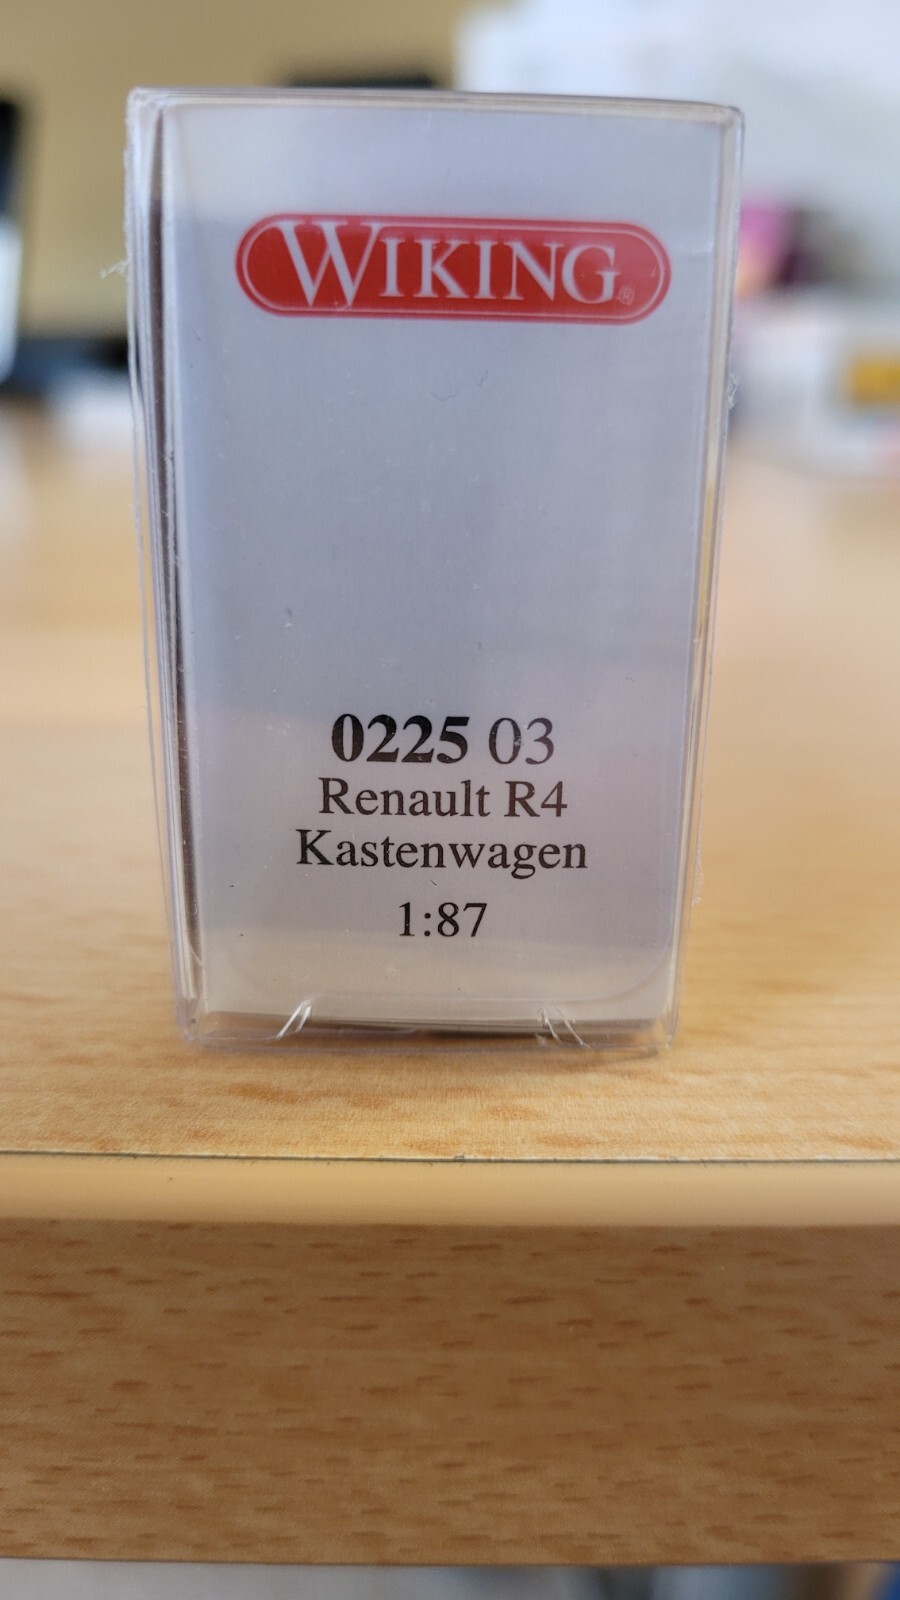 WIKING®
0225 03
Renault R4
Kastenwagen
1:87